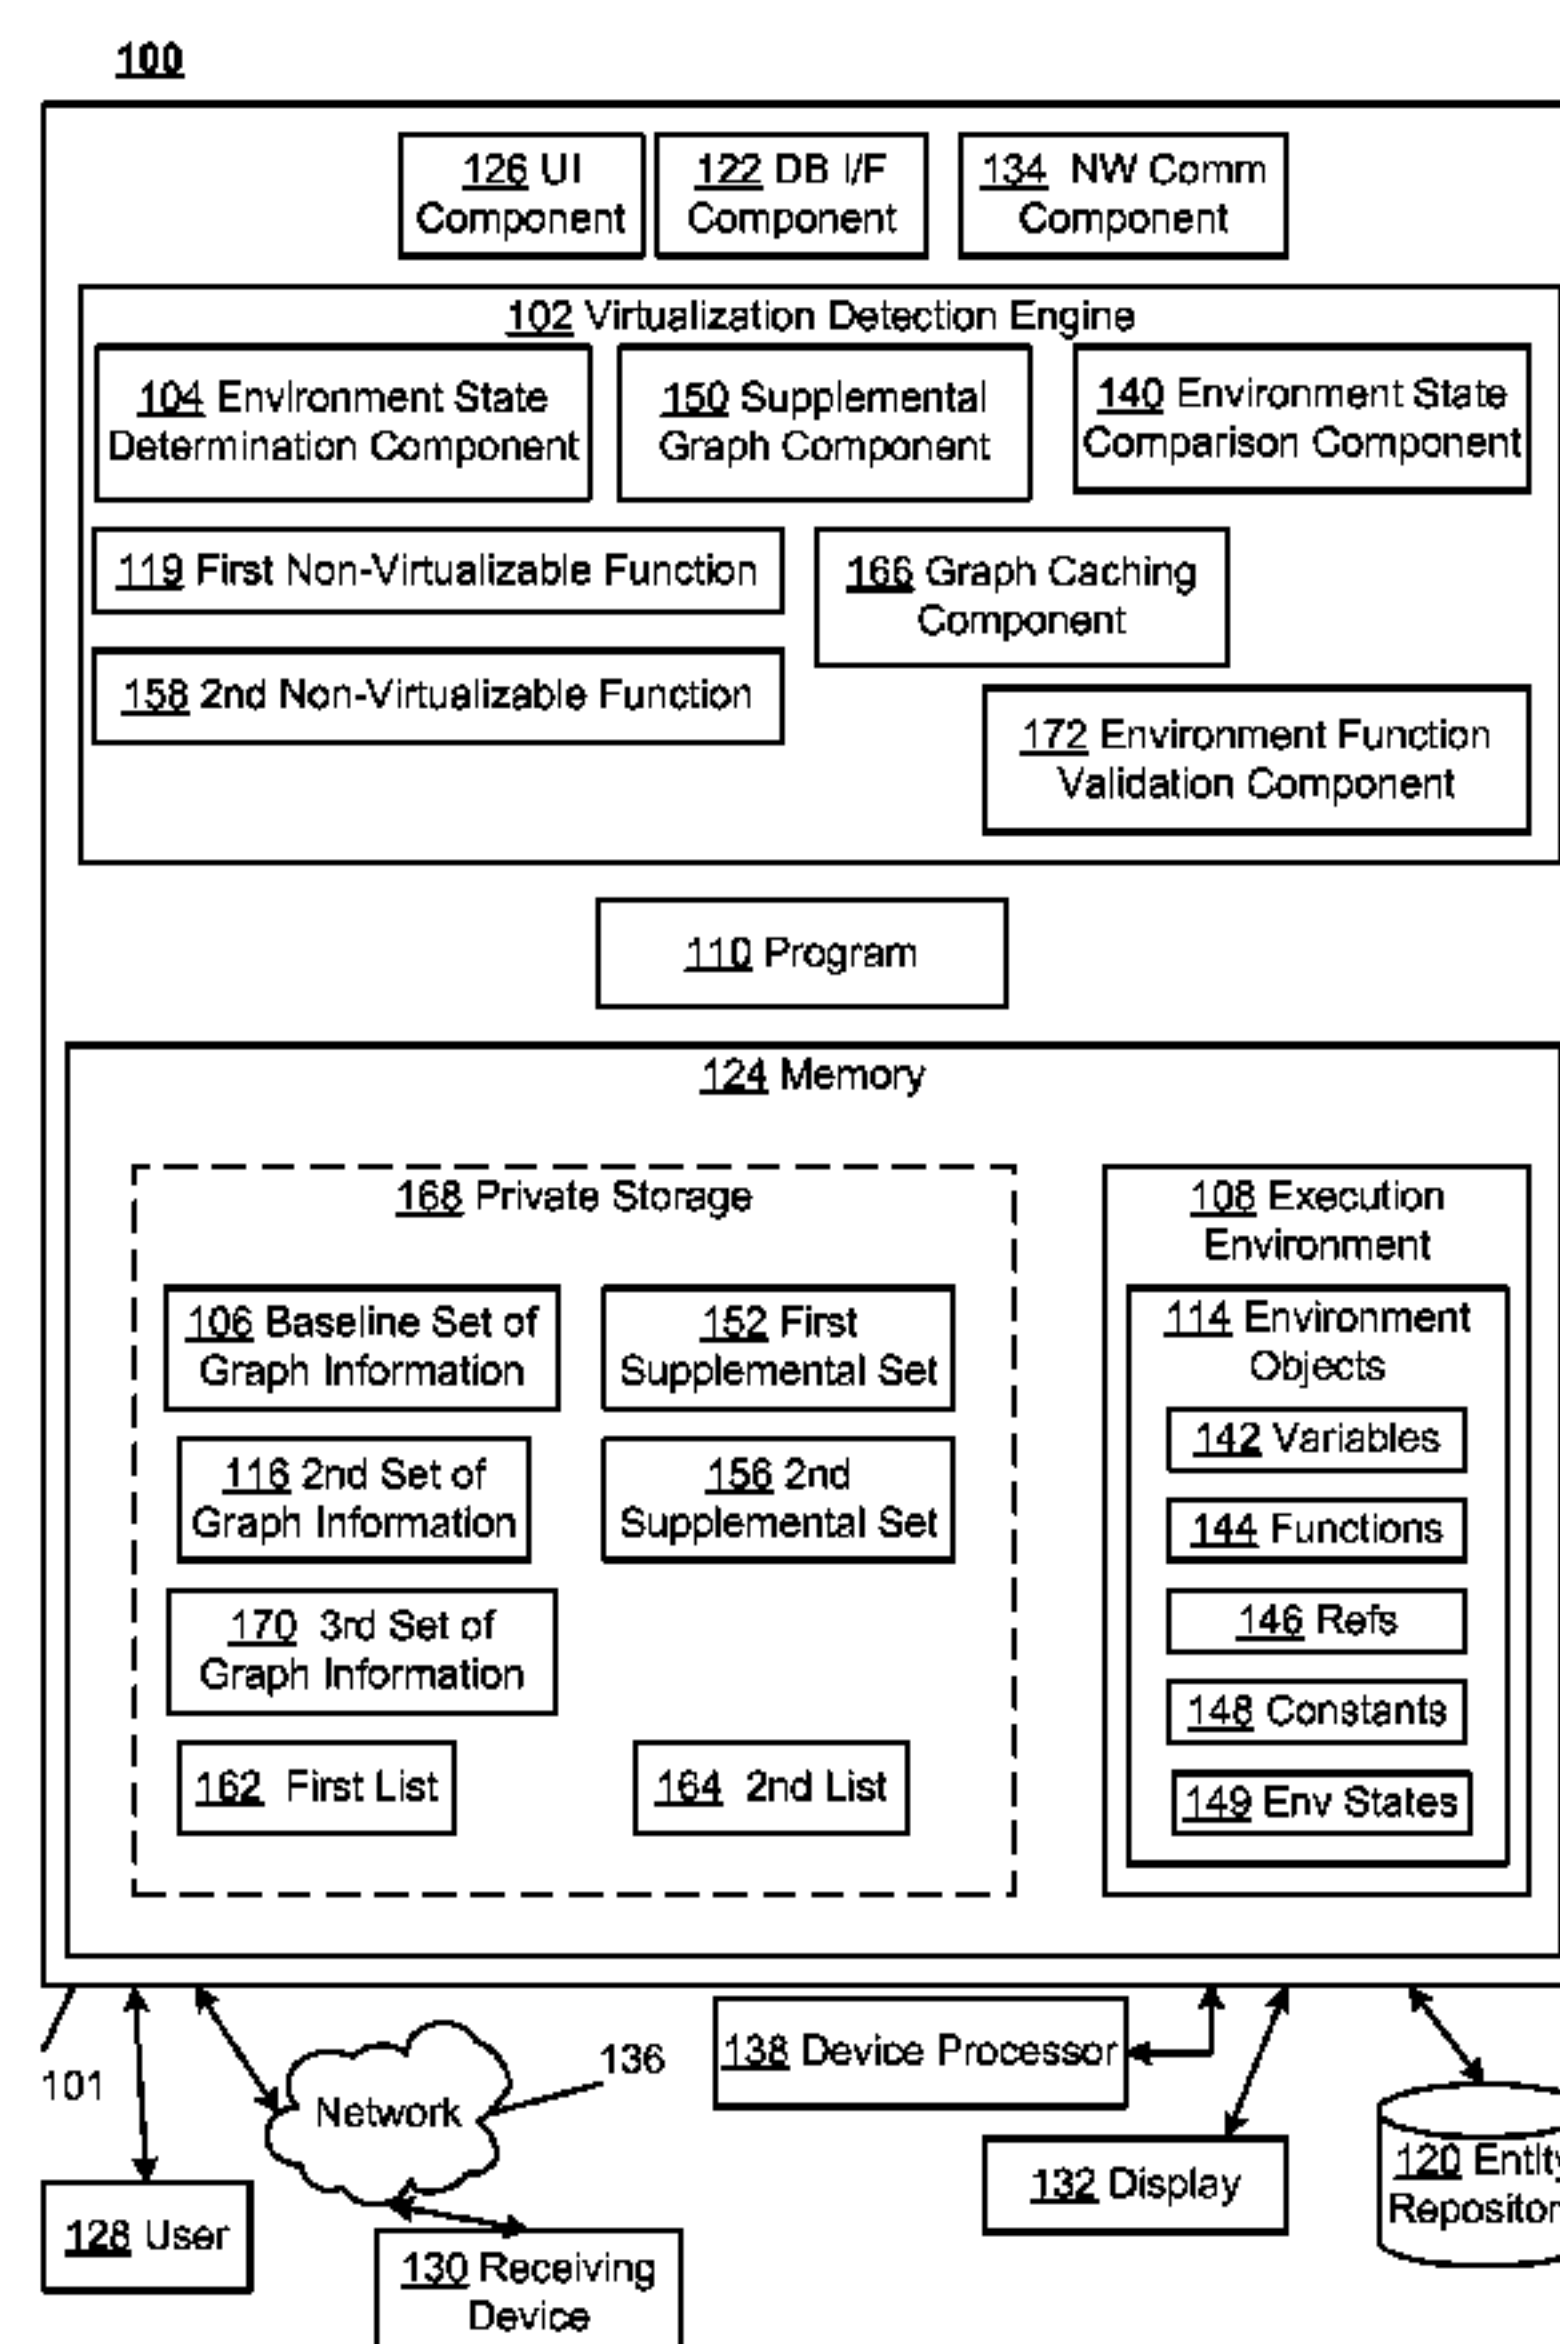 100
126 UI
Component
122 DB I/F
Component
134 NW Comm
Component
102 Virtualization Detection Engine
104 Environment State
Determination Component
150 Supplemental
Graph Component
140 Environment State
Comparison Component
119 First Non-Virtualizable Function
166 Graph Caching
Component
158 2nd Non-Virtualizable Function
172 Environment Function
Validation Component
110 Program
124 Memory
168 Private Storage
106 Baseline Set of
Graph Information
152 First
Supplemental Set
116 2nd Set of
Graph Information
156 2nd
Supplemental Set
170 3rd Set of
Graph Information
162 First List
164 2nd List
108 Execution
Environment
114 Environment
Objects
142 Variables
144 Functions
146 Refs
148 Constants
149 Env States
101
Network
136
138 Device Processor
128 User
130 Receiving
Device
132 Display
120 Entity
Repositor